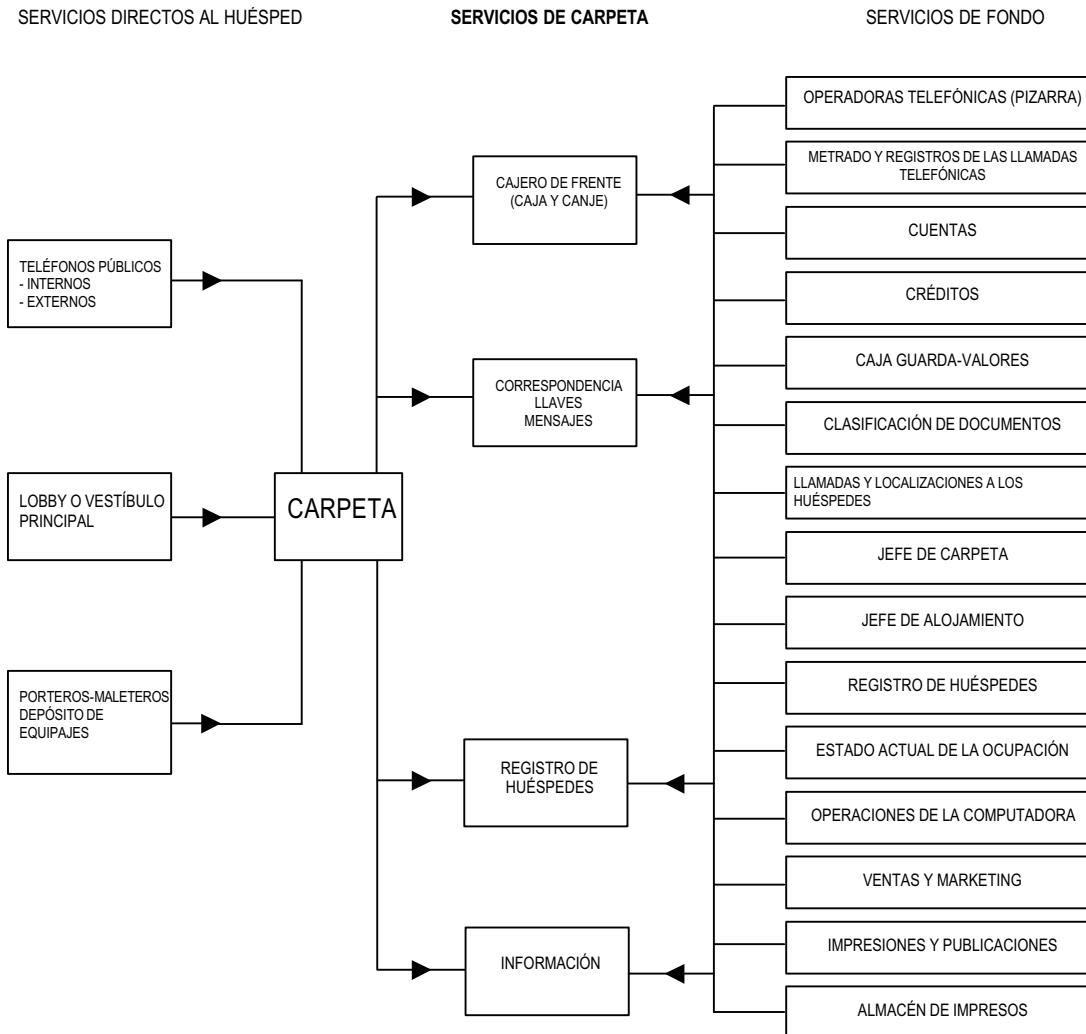 SERVICIOS DIRECTOS AL HUÉSPED
SERVICIOS DE CARPETA
SERVICIOS DE FONDO
TELÉFONOS PÚBLICOS
- INTERNOS
- EXTERNOS
LOBBY O VESTÍBULO
PRINCIPAL
PORTEROS-MALETEROS
DEPÓSITO DE
EQUIPAJES
CARPETA
CAJERO DE FRENTE
(CAJA Y CANJE)
CORRESPONDENCIA
LLAVES
MENSAJES
REGISTRO DE
HUÉSPEDES
INFORMACIÓN
OPERADORAS TELEFÓNICAS (PIZARRA)
METRADO Y REGISTROS DE LAS LLAMADAS
TELEFÓNICAS
CUENTAS
CRÉDITOS
CAJA GUARDA-VALORES
CLASIFICACIÓN DE DOCUMENTOS
LLAMADAS Y LOCALIZACIONES A LOS
HUÉSPEDES
JEFE DE CARPETA
JEFE DE ALOJAMIENTO
REGISTRO DE HUÉSPEDES
ESTADO ACTUAL DE LA OCUPACIÓN
OPERACIONES DE LA COMPUTADORA
VENTAS Y MARKETING
IMPRESIONES Y PUBLICACIONES
ALMACÉN DE IMPRESOS